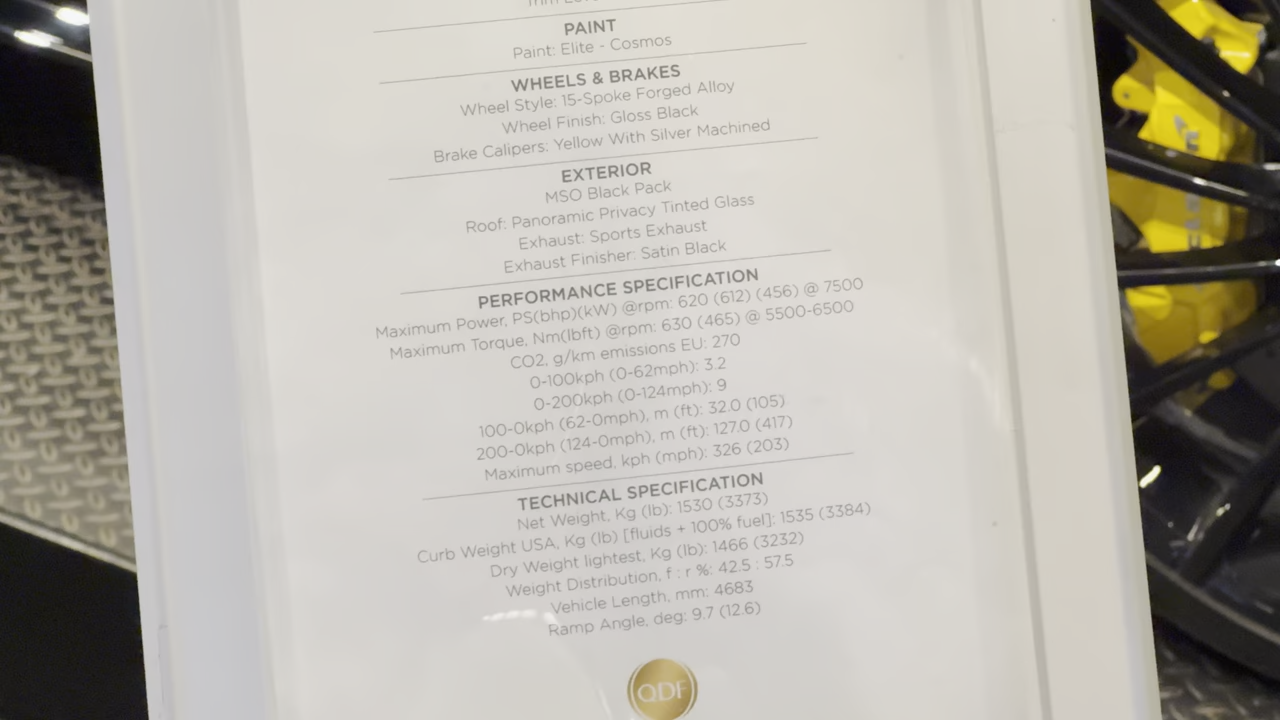 PAINT
Paint: Elite - Cosmos
WHEELS & BRAKES
Wheel Style: 15-Spoke Forged Alloy
Wheel Finish: Gloss Black
Brake Calipers: Yellow With Silver Machined
EXTERIOR
MSO Black Pack
Roof: Panoramic Privacy Tinted Glass
Exhaust: Sports Exhaust
Exhaust Finisher: Satin Black
PERFORMANCE SPECIFICATION
Maximum Power, PS(bhp)(kW) @rpm: 620 (612) (456) @ 7500
Maximum Torque, Nm(lbft) @rpm: 630 (465) @ 5500-6500
CO2, g/km emissions EU: 270
0-100kph (0-62mph): 3.2
0-200kph (0-124mph): 9
100-0kph (62-0mph), m (ft): 32.0 (105)
200-0kph (124-0mph), m (ft): 127.0 (417)
Maximum speed, kph (mph): 326 (203)
TECHNICAL SPECIFICATION
Net Weight, Kg (lb): 1530 (3373)
Curb Weight USA, Kg (lb) [fluids + 100% fuel]: 1535 (3384)
Dry Weight lightest, Kg (lb): 1466 (3232)
Weight Distribution, f : r %: 42.5 : 57.5
Vehicle Length, mm: 4683
Ramp Angle, deg: 9.7 (12.6)
QDF